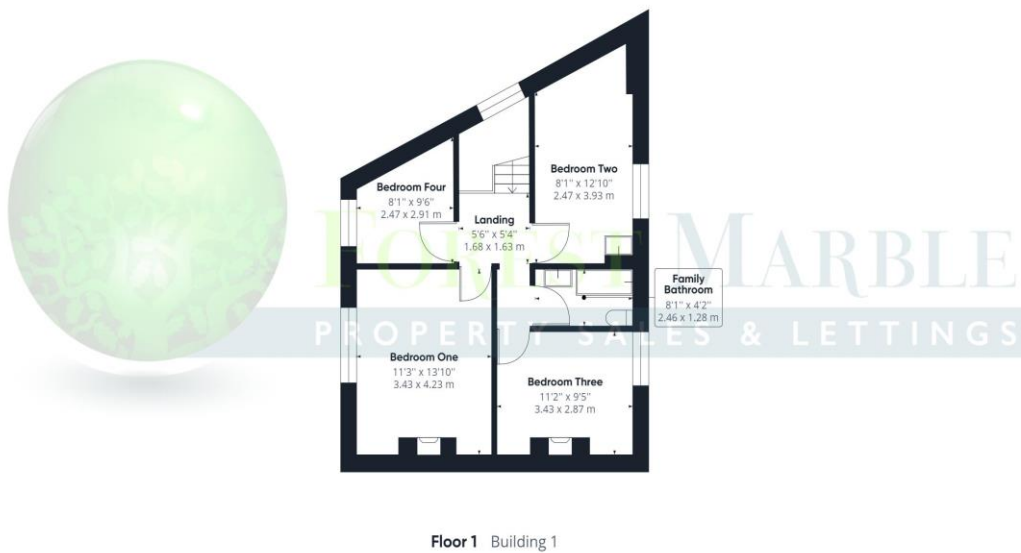 Bedroom Two
8'1" x 12'10"
2.47 x 3.93 m
Bedroom Four
8'1" x 9'6"
2.47 x 2.91 m
Landing
5'6" x 5'4"
1.68 x 1.63 m
FOREST MARBLE
PROPERTY SALES & LETTINGS
Family
Bathroom
8'1" x 4'2"
2.46 x 1.28 m
Bedroom One
11'3" x 13'10"
3.43 x 4.23 m
Bedroom Three
11'2" x 9'5"
3.43 x 2.87 m
Floor 1 Building 1